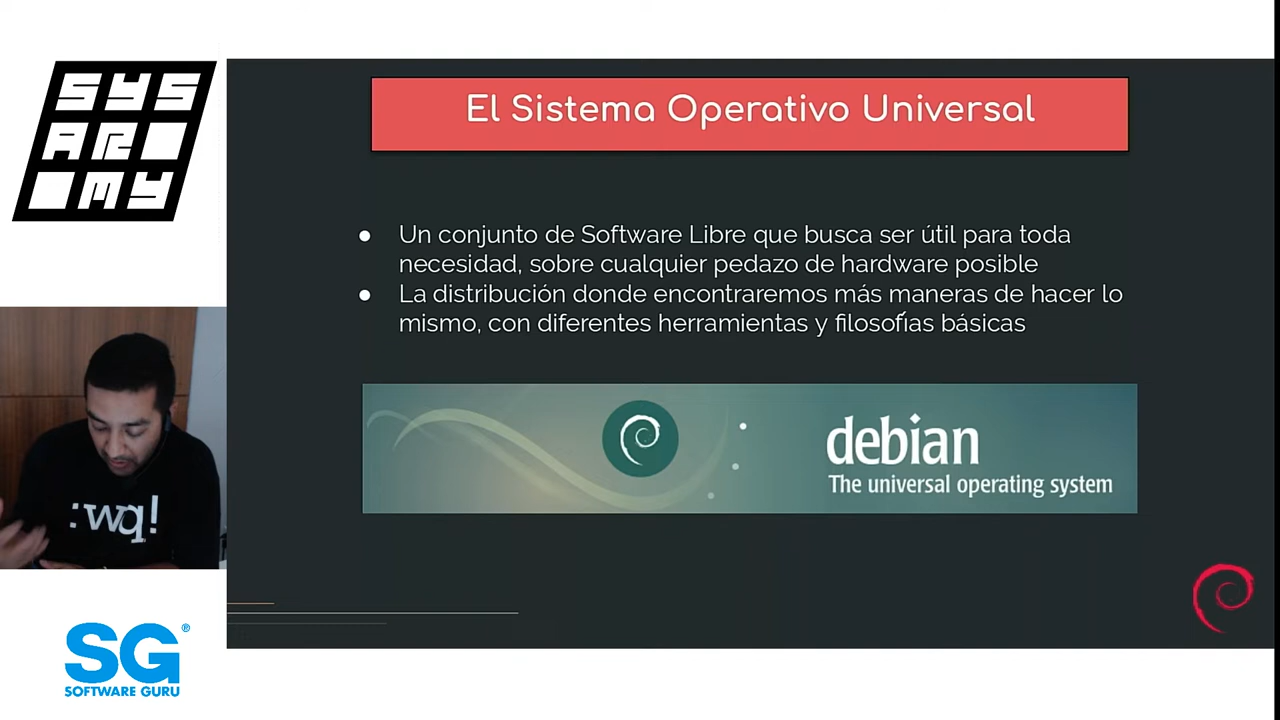 SYS
AR
MY
El Sistema Operativo Universal
● Un conjunto de Software Libre que busca ser útil para toda
necesidad, sobre cualquier pedazo de hardware posible
● La distribución donde encontraremos más maneras de hacer lo
mismo, con diferentes herramientas y filosofías básicas
debian
The universal operating system
:wq!
SG®
SOFTWARE GURU